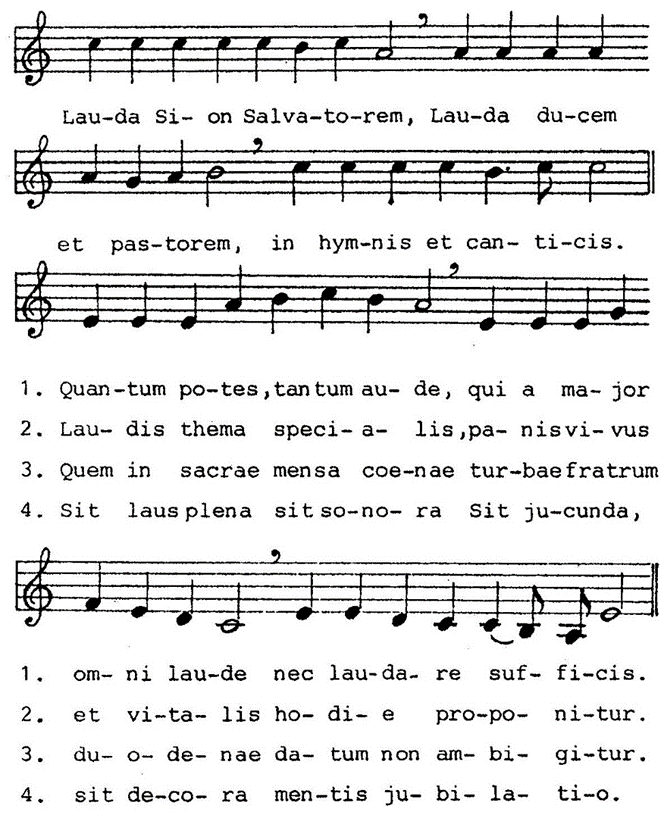 Lau-da Si- on Salva-to-rem, Lau-da du-cem
et pas-torem, in hym-nis et can- ti-cis.
1. Quan-tum po-tes,tantum au- de, qui a ma- jor
2. Lau- dis thema speci- a- lis,pa- nisvi- vus
3. Quem in sacrae mensa coe-nae tur-baefratrum
4. Sit laus plena sit so-no- ra Sit ju-cunda,
1. om- ni lau-de nec lau-da- re suf- fi-cis.
2. et vi-ta- lis ho- di- e pro-po- ni-tur.
3. du- o- de- nae da- tum non am- bi- gi-tur.
4. sit de-co- ra men-tis ju- bi- la- ti-o.